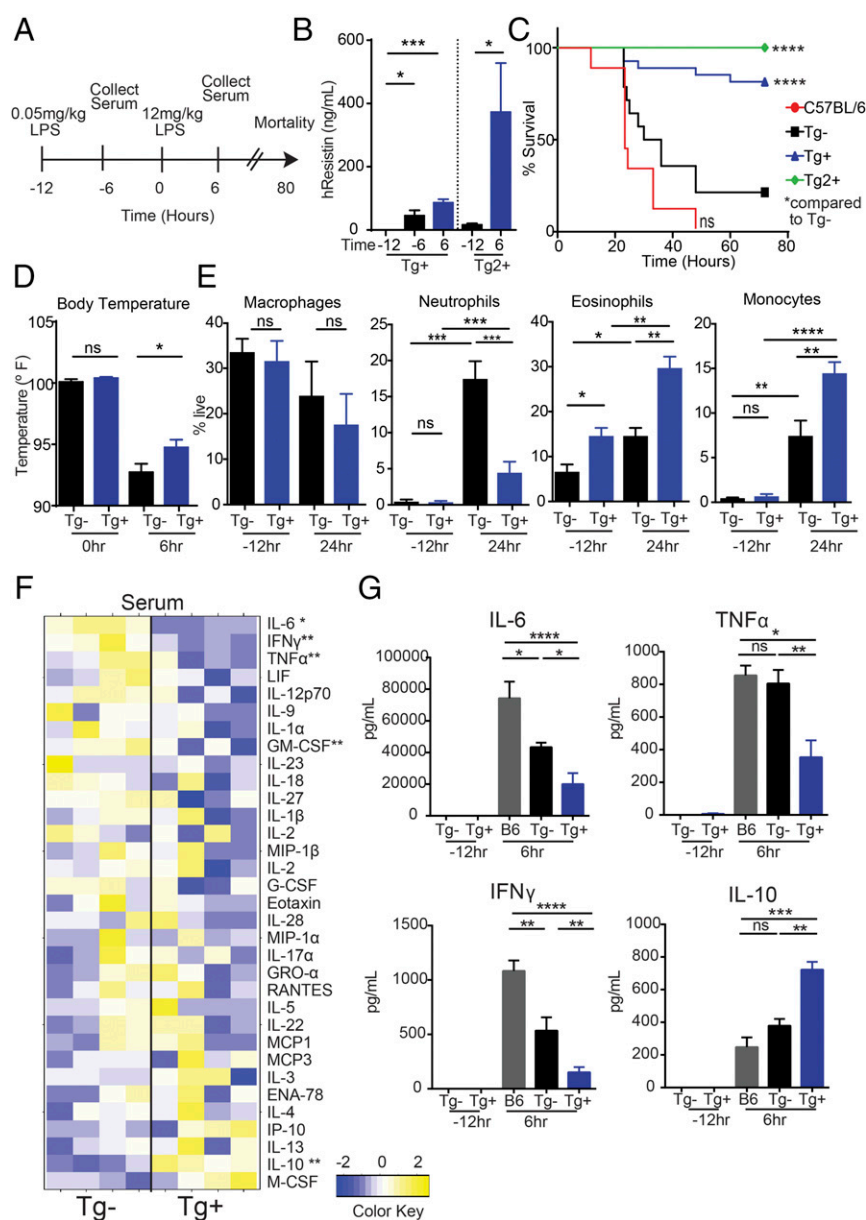 A
0.05mg/kg
LPS
Collect
Serum
12mg/kg
LPS
Collect
Serum
Mortality
-12
-6
0
6
80
Time (Hours)
B
hResistin (ng/mL)
600
400
200
0
***
*
*
Time -12 -6 6 -12 6
Tg+ Tg2+
C
% Survival
100
50
0
0 20 40 60 80
Time (Hours)
****
****
ns
C57BL/6
Tg-
Tg+
Tg2+
*compared
to Tg-
D
Body Temperature
Temperature (º F)
105
100
95
90
ns
*
Tg- Tg+ Tg- Tg+
0hr 6hr
E
Macrophages
% live
40
30
20
10
0
ns ns
Tg- Tg+ Tg- Tg+
-12hr 24hr
Neutrophils
25
20
15
10
5
0
***
*** ***
ns
Tg- Tg+ Tg- Tg+
-12hr 24hr
Eosinophils
40
30
20
10
0
**
* **
*
Tg- Tg+ Tg- Tg+
-12hr 24hr
Monocytes
20
15
10
5
0
****
**
**
ns
Tg- Tg+ Tg- Tg+
-12hr 24hr
F
Serum
IL-6 *
IFNγ**
TNFα**
LIF
IL-12p70
IL-9
IL-1α
GM-CSF**
IL-23
IL-18
IL-27
IL-1β
IL-2
MIP-1β
IL-2
G-CSF
Eotaxin
IL-28
MIP-1α
IL-17α
GRO-α
RANTES
IL-5
IL-22
MCP1
MCP3
IL-3
ENA-78
IL-4
IP-10
IL-13
IL-10 **
M-CSF
Tg- Tg+
-2 0 2
Color Key
G
IL-6
pg/mL
100000
80000
60000
40000
20000
0
****
* *
Tg- Tg+ B6 Tg- Tg+
-12hr 6hr
TNFα
pg/mL
1000
800
600
400
200
0
*
ns **
Tg- Tg+ B6 Tg- Tg+
-12hr 6hr
IFNγ
pg/mL
1500
1000
500
0
****
** **
Tg- Tg+ B6 Tg- Tg+
-12hr 6hr
IL-10
pg/mL
1000
800
600
400
200
0
***
ns **
Tg- Tg+ B6 Tg- Tg+
-12hr 6hr